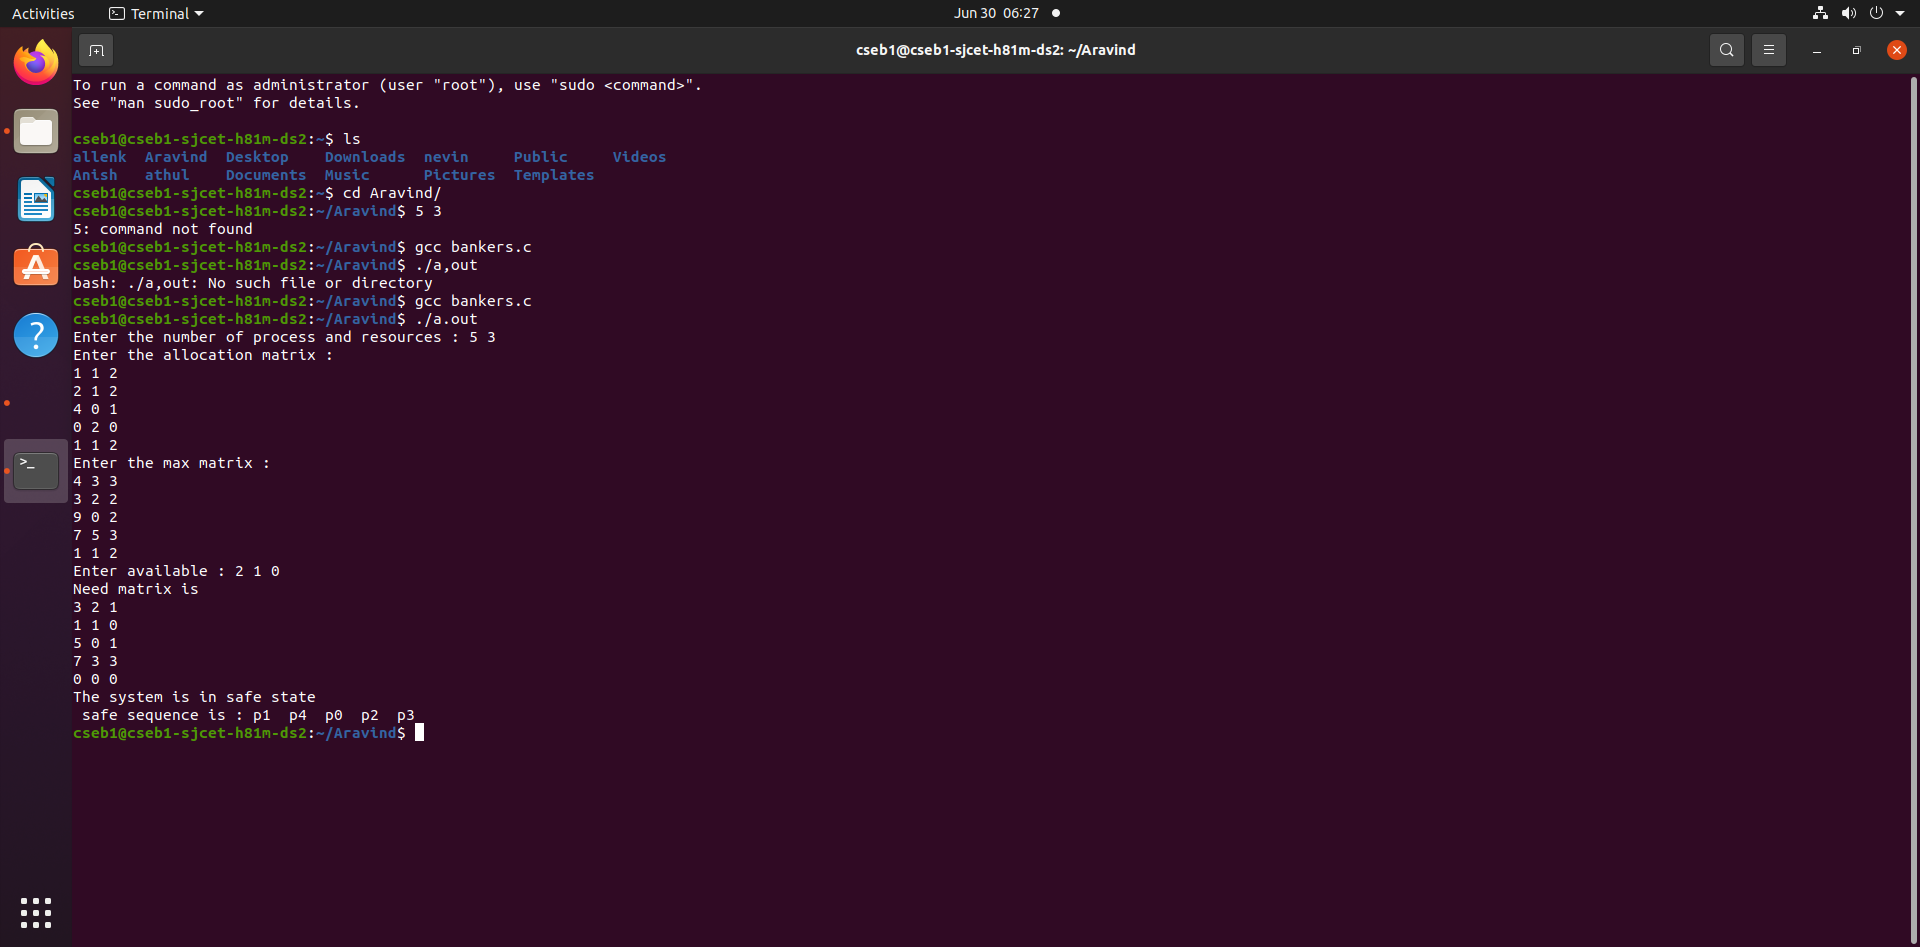 Activities Terminal Jun 30 06:27
cseb1@cseb1-sjcet-h81m-ds2: ~/Aravind
To run a command as administrator (user "root"), use "sudo <command>".
See "man sudo_root" for details.
cseb1@cseb1-sjcet-h81m-ds2:~$ ls
allenk Aravind Desktop Downloads nevin Public Videos
Anish athul Documents Music Pictures Templates
cseb1@cseb1-sjcet-h81m-ds2:~$ cd Aravind/
cseb1@cseb1-sjcet-h81m-ds2:~/Aravind$ 5 3
5: command not found
cseb1@cseb1-sjcet-h81m-ds2:~/Aravind$ gcc bankers.c
cseb1@cseb1-sjcet-h81m-ds2:~/Aravind$ ./a,out
bash: ./a,out: No such file or directory
cseb1@cseb1-sjcet-h81m-ds2:~/Aravind$ gcc bankers.c
cseb1@cseb1-sjcet-h81m-ds2:~/Aravind$ ./a.out
Enter the number of process and resources : 5 3
Enter the allocation matrix :
1 1 2
2 1 2
4 0 1
0 2 0
1 1 2
Enter the max matrix :
4 3 3
3 2 2
9 0 2
7 5 3
1 1 2
Enter available : 2 1 0
Need matrix is
3 2 1
1 1 0
5 0 1
7 3 3
0 0 0
The system is in safe state
safe sequence is : p1 p4 p0 p2 p3
cseb1@cseb1-sjcet-h81m-ds2:~/Aravind$